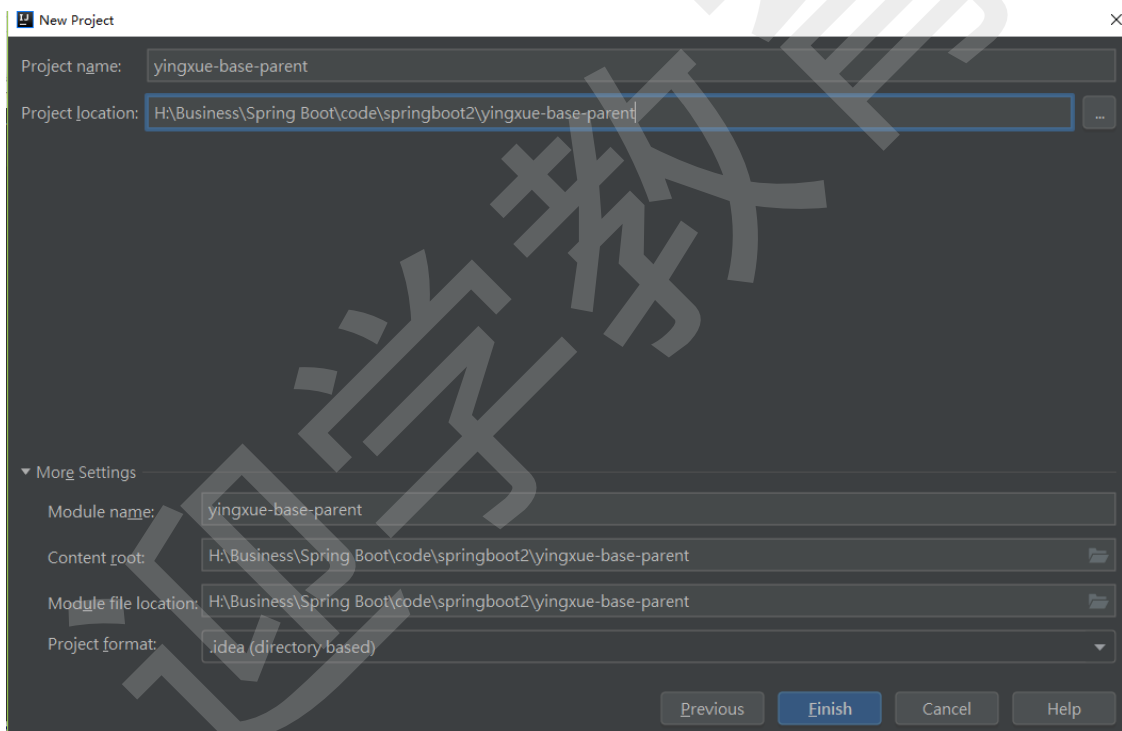 New Project
Project name: yingxue-base-parent
Project location: H:\Business\Spring Boot\code\springboot2\yingxue-base-parent ...
More Settings
Module name: yingxue-base-parent
Content root: H:\Business\Spring Boot\code\springboot2\yingxue-base-parent
Module file location: H:\Business\Spring Boot\code\springboot2\yingxue-base-parent
Project format: .idea (directory based)
Previous Finish Cancel Help
迎学教育